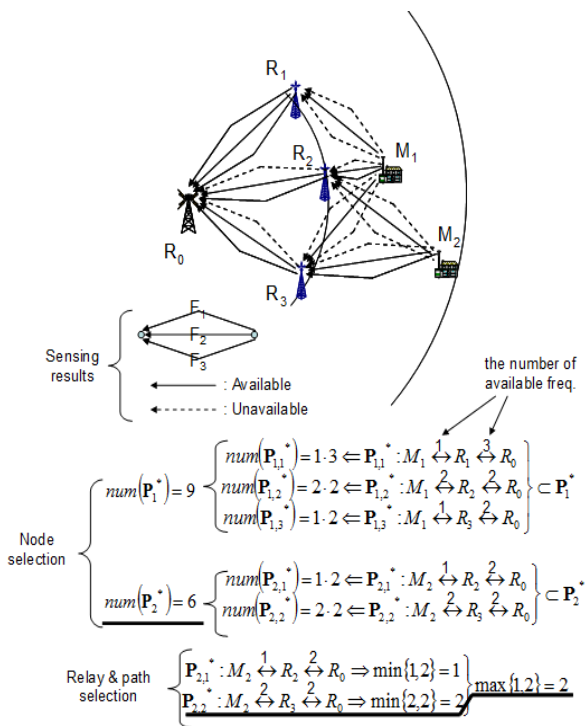 R1
R2
M1
M2
R0
R3
F1
F2
F3
Sensing results
: Available
: Unavailable
the number of available freq.
Node selection
num(P1*) = 9
num(P1,1*) = 1·3 ⇐ P1,1* : M1 ↔(1) R1 ↔(3) R0
num(P1,2*) = 2·2 ⇐ P1,2* : M1 ↔(2) R2 ↔(2) R0
num(P1,3*) = 1·2 ⇐ P1,3* : M1 ↔(1) R3 ↔(2) R0
⊂ P1*
num(P2*) = 6
num(P2,1*) = 1·2 ⇐ P2,1* : M2 ↔(1) R2 ↔(2) R0
num(P2,2*) = 2·2 ⇐ P2,2* : M2 ↔(2) R3 ↔(2) R0
⊂ P2*
Relay & path selection
P2,1* : M2 ↔(1) R2 ↔(2) R0 ⇒ min{1,2} = 1
P2,2* : M2 ↔(2) R3 ↔(2) R0 ⇒ min{2,2} = 2
max{1,2} = 2